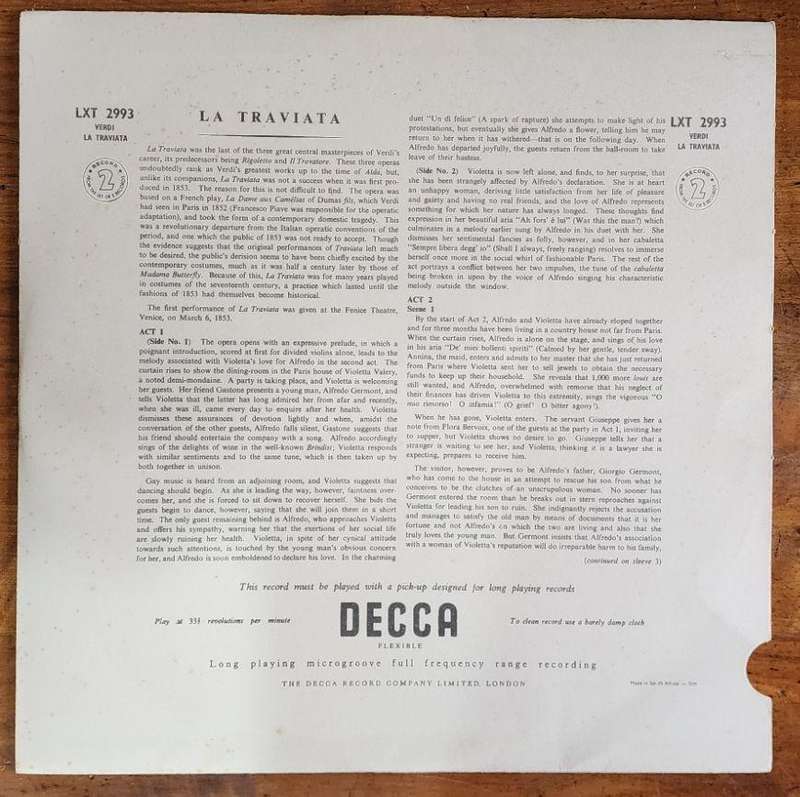 LXT 2993
VERDI
LA TRAVIATA
RECORD
2
LA TRAVIATA
La Traviata was the last of the three great central masterpieces of Verdi's
career, its predecessors being Rigoletto and Il Trovatore. These three operas
undoubtedly rank as Verdi's greatest works up to the time of Aida, but,
unlike its companions, La Traviata was not a success when it was first pro-
duced in 1853. The reason for this is not difficult to find. The opera was
based on a French play, La Dame aux Camélias of Dumas fils, which Verdi
had seen in Paris in 1852 (Francesco Piave was responsible for the operatic
adaptation), and took the form of a contemporary domestic tragedy. This
was a revolutionary departure from the Italian operatic conventions of the
period, and one which the public of 1853 was not ready to accept. Though
the evidence suggests that the original performances of Traviata left much
to be desired, the public's derision seems to have been chiefly excited by the
contemporary costumes, much as it was half a century later by those of
Madama Butterfly. Because of this, La Traviata was for many years played
in costumes of the seventeenth century, a practice which lasted until the
fashions of 1853 had themselves become historical.
The first performance of La Traviata was given at the Fenice Theatre,
Venice, on March 6, 1853.
ACT 1
(Side No. 1) The opera opens with an expressive prelude, in which a
poignant introduction, scored at first for divided violins alone, leads to the
melody associated with Violetta's love for Alfredo in the second act. The
curtain rises to show the dining-room in the Paris house of Violetta Valery,
a noted demi-mondaine. A party is taking place, and Violetta is welcoming
her guests. Her friend Gastone presents a young man, Alfredo Germont, and
tells Violetta that the latter has long admired her from afar and recently,
when she was ill, came every day to enquire after her health. Violetta
dismisses these assurances of devotion lightly and when, amidst the
conversation of the other guests, Alfredo falls silent, Gastone suggests that
his friend should entertain the company with a song. Alfredo accordingly
sings of the delights of wine in the well-known Brindisi; Violetta responds
with similar sentiments and to the same tune, which is then taken up by
both together in unison.
Gay music is heard from an adjoining room, and Violetta suggests that
dancing should begin. As she is leading the way, however, faintness over-
comes her, and she is forced to sit down to recover herself. She bids the
guests begin to dance, however, saying that she will join them in a short
time. The only guest remaining behind is Alfredo, who approaches Violetta
and offers his sympathy, warning her that the exertions of her social life
are slowly ruining her health. Violetta, in spite of her cynical attitude
towards such attentions, is touched by the young man's obvious concern
for her, and Alfredo is soon emboldened to declare his love. In the charming
duet "Un dì felice" (A spark of rapture) she attempts to make light of his
protestations, but eventually she gives Alfredo a flower, telling him he may
return to her when it has withered—that is on the following day. When
Alfredo has departed joyfully, the guests return from the ball-room to take
leave of their hostess.
(Side No. 2) Violetta is now left alone, and finds, to her surprise, that
she has been strangely affected by Alfredo's declaration. She is at heart
an unhappy woman, deriving little satisfaction from her life of pleasure
and gaiety and having no real friends, and the love of Alfredo represents
something for which her nature has always longed. These thoughts find
expression in her beautiful aria "Ah fors' è lui" (Was this the man?) which
culminates in a melody earlier sung by Alfredo in his duet with her. She
dismisses her sentimental fancies as folly, however, and in her cabaletta
"Sempre libera degg' io" (Shall I always, freely ranging) resolves to immerse
herself once more in the social whirl of fashionable Paris. The rest of the
act portrays a conflict between her two impulses, the tune of the cabaletta
being broken in upon by the voice of Alfredo singing his characteristic
melody outside the window.
ACT 2
Scene 1
By the start of Act 2, Alfredo and Violetta have already eloped together
and for three months have been living in a country house not far from Paris.
When the curtain rises, Alfredo is alone on the stage, and sings of his love
in his aria "De' miei bollenti spiriti" (Calmed by her gentle, tender sway).
Annina, the maid, enters and admits to her master that she has just returned
from Paris where Violetta sent her to sell jewels to obtain the necessary
funds to keep up their household. She reveals that 1,000 more louis are
still wanted, and Alfredo, overwhelmed with remorse that his neglect of
their finances has driven Violetta to this extremity, sings the vigorous "O
mio rimorso! O infamia!" (O grief! O bitter agony!).
When he has gone, Violetta enters. The servant Giuseppe gives her a
note from Flora Bervoix, one of the guests at the party in Act 1, inviting her
to supper, but Violetta shows no desire to go. Giuseppe tells her that a
stranger is waiting to see her; and Violetta, thinking it is a lawyer she is
expecting, prepares to receive him.
The visitor, however, proves to be Alfredo's father, Giorgio Germont,
who has come to the house in an attempt to rescue his son from what he
conceives to be the clutches of an unscrupulous woman. No sooner has
Germont entered the room than he breaks out in stern reproaches against
Violetta for leading his son to ruin. She indignantly rejects the accusation
and manages to satisfy the old man by means of documents that it is her
fortune and not Alfredo's on which the two are living and also that she
truly loves the young man. But Germont insists that Alfredo's association
with a woman of Violetta's reputation will do irreparable harm to his family,
(continued on sleeve 3)
LXT 2993
VERDI
LA TRAVIATA
RECORD
2
This record must be played with a pick-up designed for long playing records
Play at 33⅓ revolutions per minute
DECCA
To clean record use a barely damp cloth
FLEXIBLE
Long playing microgroove full frequency range recording
THE DECCA RECORD COMPANY LIMITED, LONDON